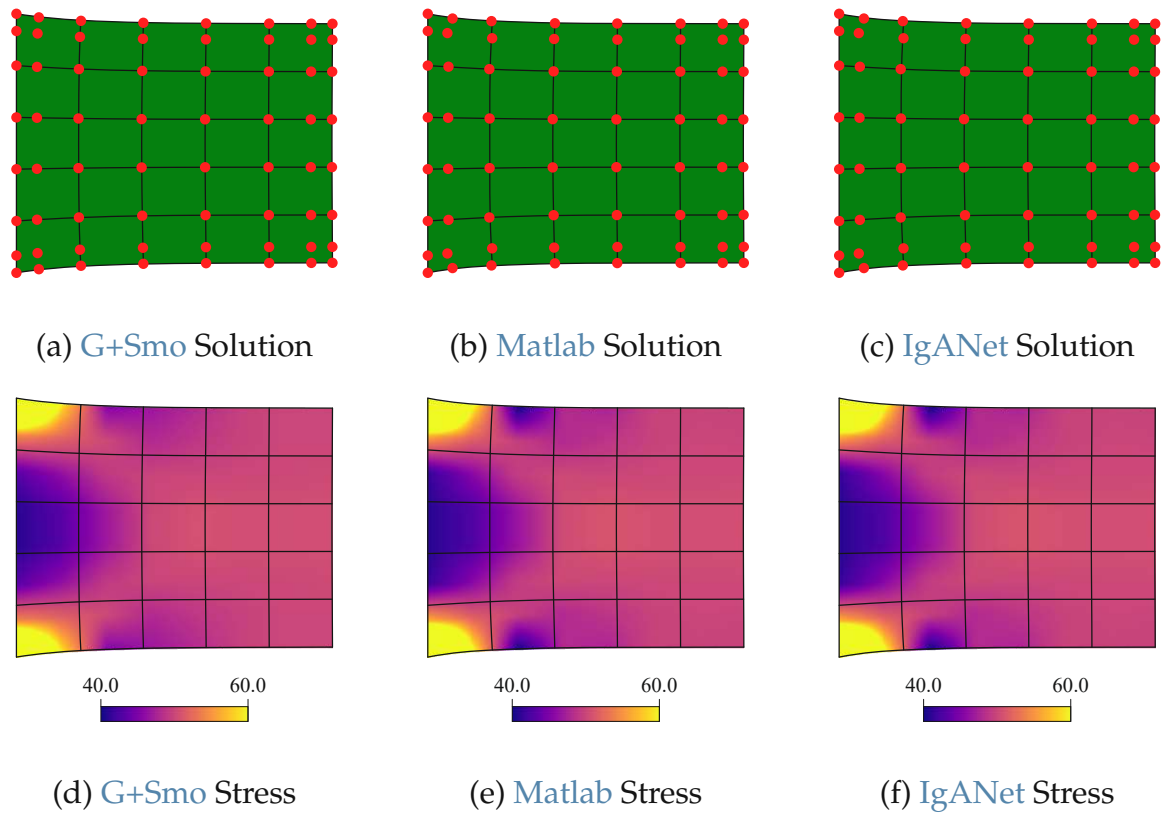 (a) G+Smo Solution
(b) Matlab Solution
(c) IgANet Solution
40.0 60.0
40.0 60.0
40.0 60.0
(d) G+Smo Stress
(e) Matlab Stress
(f) IgANet Stress